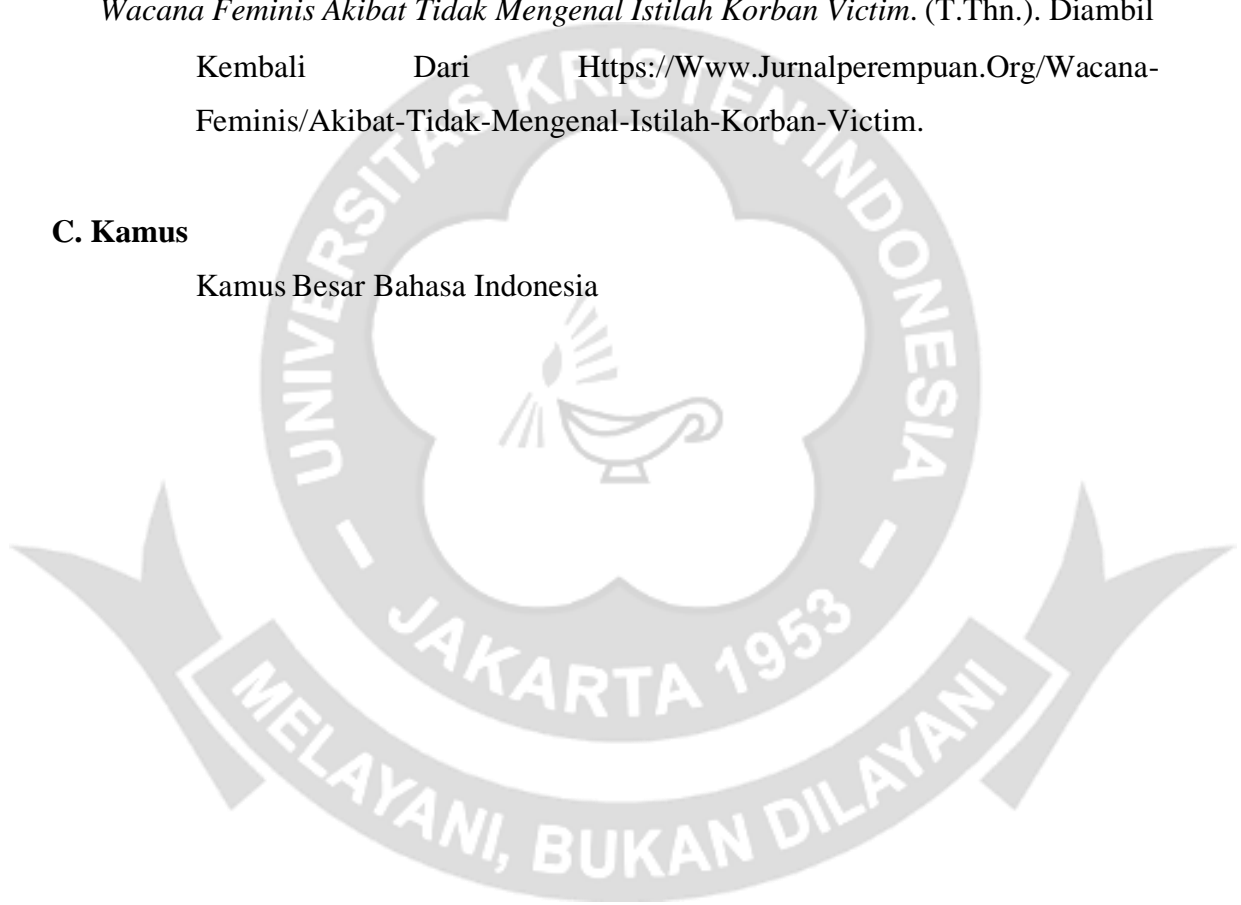 Wacana Feminis Akibat Tidak Mengenal Istilah Korban Victim. (T.Thn.). Diambil
Kembali Dari Https://Www.Jurnalperempuan.Org/Wacana-
Feminis/Akibat-Tidak-Mengenal-Istilah-Korban-Victim.
C. Kamus
Kamus Besar Bahasa Indonesia
UNIVERSITAS KRISTEN INDONESIA
JAKARTA 1953
MELAYANI, BUKAN DILAYANI